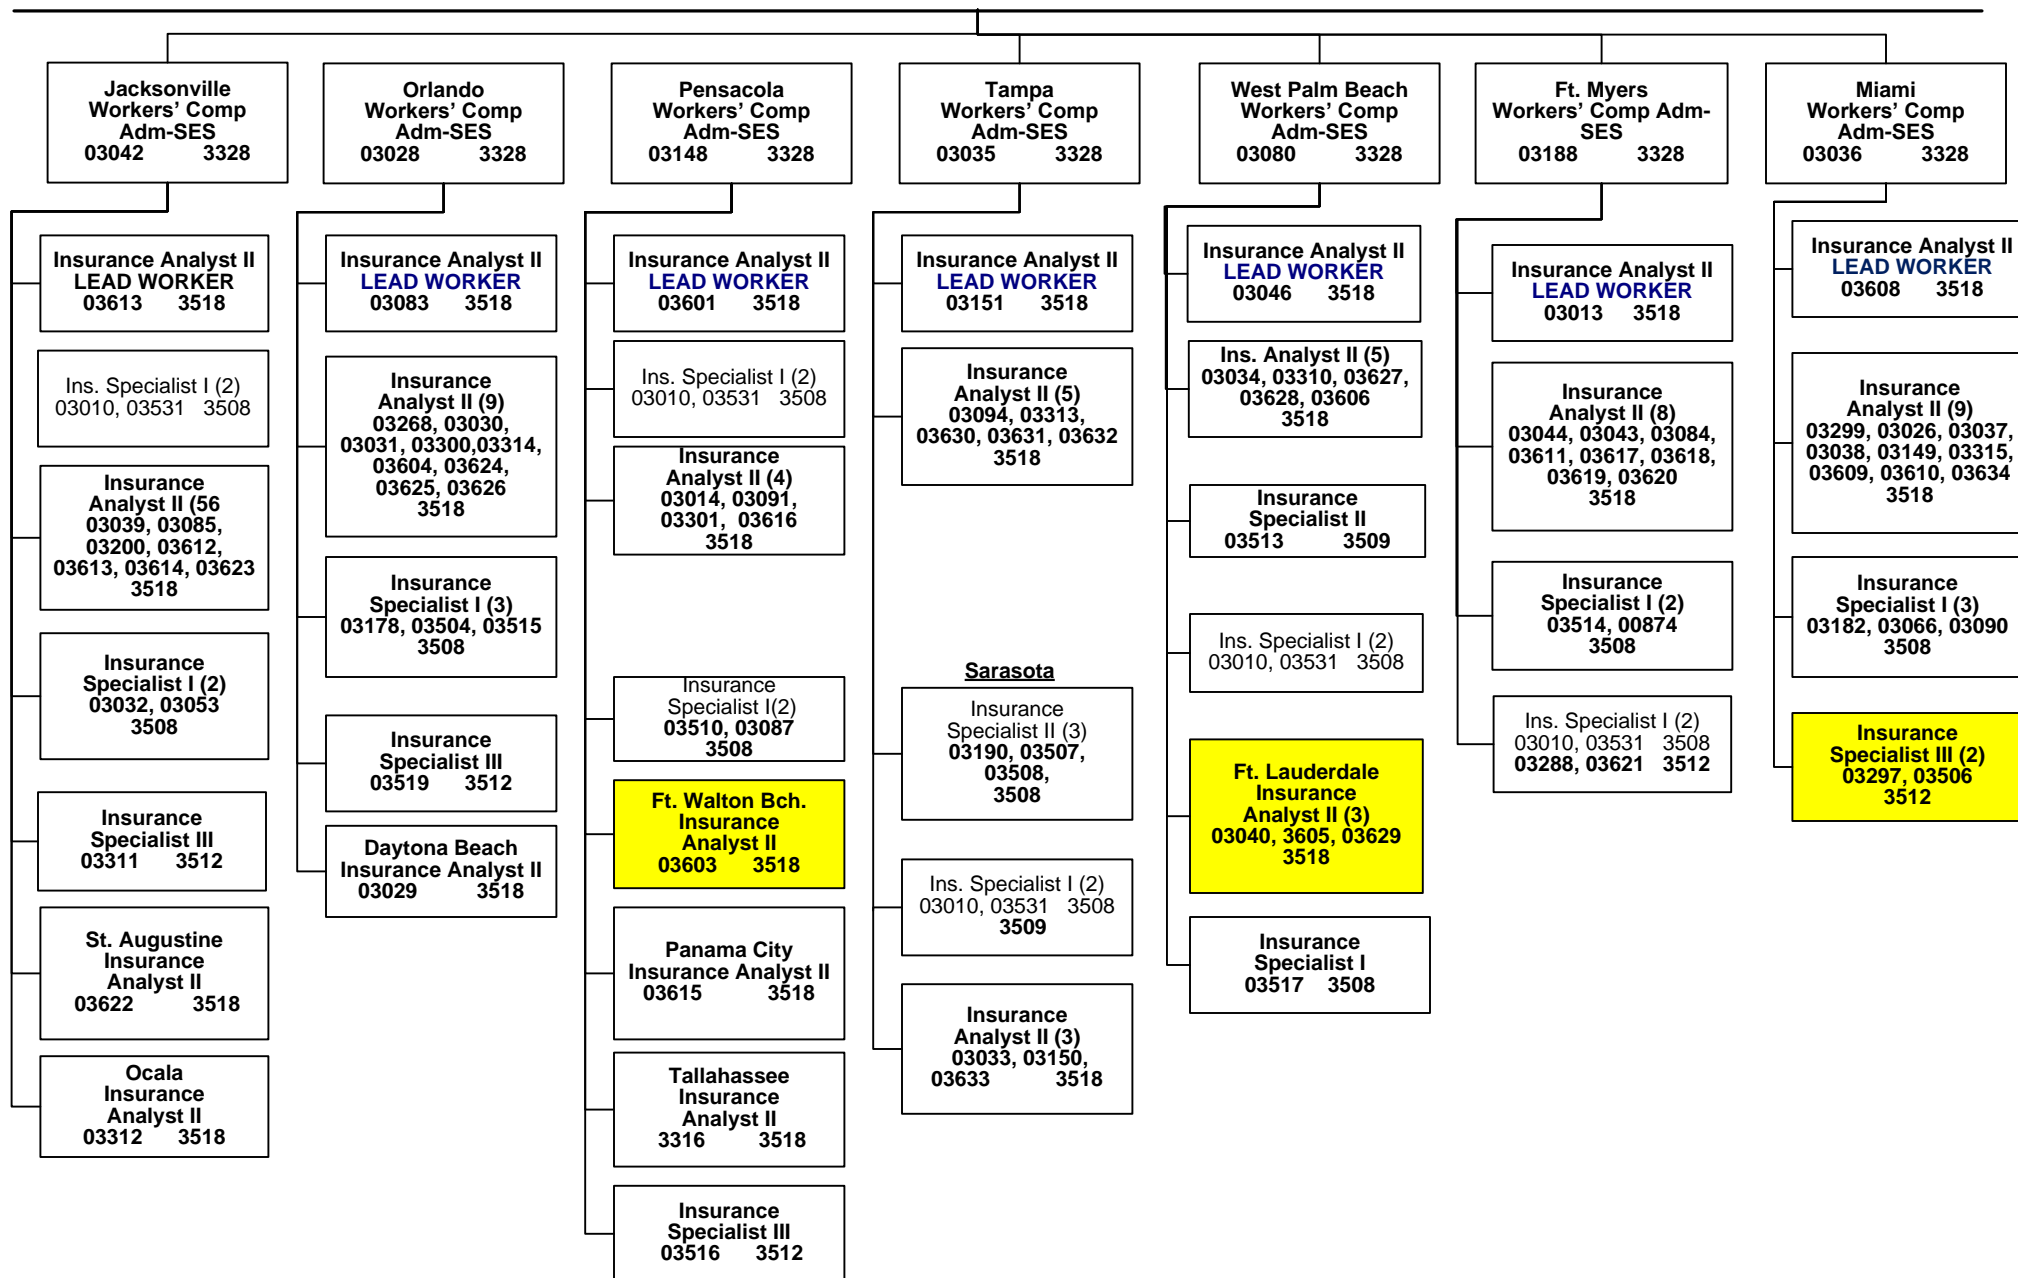 Jacksonville
Workers' Comp
Adm-SES
03042 3328
Insurance Analyst II
LEAD WORKER
03613 3518
Ins. Specialist I (2)
03010, 03531 3508
Insurance
Analyst II (56
03039, 03085,
03200, 03612,
03613, 03614, 03623
3518
Insurance
Specialist I (2)
03032, 03053
3508
Insurance
Specialist III
03311 3512
St. Augustine
Insurance
Analyst II
03622 3518
Ocala
Insurance
Analyst II
03312 3518
Orlando
Workers' Comp
Adm-SES
03028 3328
Insurance Analyst II
LEAD WORKER
03083 3518
Insurance
Analyst II (9)
03268, 03030,
03031, 03300,03314,
03604, 03624,
03625, 03626
3518
Insurance
Specialist I (3)
03178, 03504, 03515
3508
Insurance
Specialist III
03519 3512
Daytona Beach
Insurance Analyst II
03029 3518
Pensacola
Workers' Comp
Adm-SES
03148 3328
Insurance Analyst II
LEAD WORKER
03601 3518
Ins. Specialist I (2)
03010, 03531 3508
Insurance
Analyst II (4)
03014, 03091,
03301, 03616
3518
Insurance
Specialist I(2)
03510, 03087
3508
Ft. Walton Bch.
Insurance
Analyst II
03603 3518
Panama City
Insurance Analyst II
03615 3518
Tallahassee
Insurance
Analyst II
3316 3518
Insurance
Specialist III
03516 3512
Tampa
Workers' Comp
Adm-SES
03035 3328
Insurance Analyst II
LEAD WORKER
03151 3518
Insurance
Analyst II (5)
03094, 03313,
03630, 03631, 03632
3518
Sarasota
Insurance
Specialist II (3)
03190, 03507,
03508,
3508
Ins. Specialist I (2)
03010, 03531 3508
3509
Insurance
Analyst II (3)
03033, 03150,
03633 3518
West Palm Beach
Workers' Comp
Adm-SES
03080 3328
Insurance Analyst II
LEAD WORKER
03046 3518
Ins. Analyst II (5)
03034, 03310, 03627,
03628, 03606
3518
Insurance
Specialist II
03513 3509
Ins. Specialist I (2)
03010, 03531 3508
Ft. Lauderdale
Insurance
Analyst II (3)
03040, 3605, 03629
3518
Insurance
Specialist I
03517 3508
Ft. Myers
Workers' Comp Adm-
SES
03188 3328
Insurance Analyst II
LEAD WORKER
03013 3518
Insurance
Analyst II (8)
03044, 03043, 03084,
03611, 03617, 03618,
03619, 03620
3518
Insurance
Specialist I (2)
03514, 00874
3508
Ins. Specialist I (2)
03010, 03531 3508
03288, 03621 3512
Miami
Workers' Comp
Adm-SES
03036 3328
Insurance Analyst II
LEAD WORKER
03608 3518
Insurance
Analyst II (9)
03299, 03026, 03037,
03038, 03149, 03315,
03609, 03610, 03634
3518
Insurance
Specialist I (3)
03182, 03066, 03090
3508
Insurance
Specialist III (2)
03297, 03506
3512